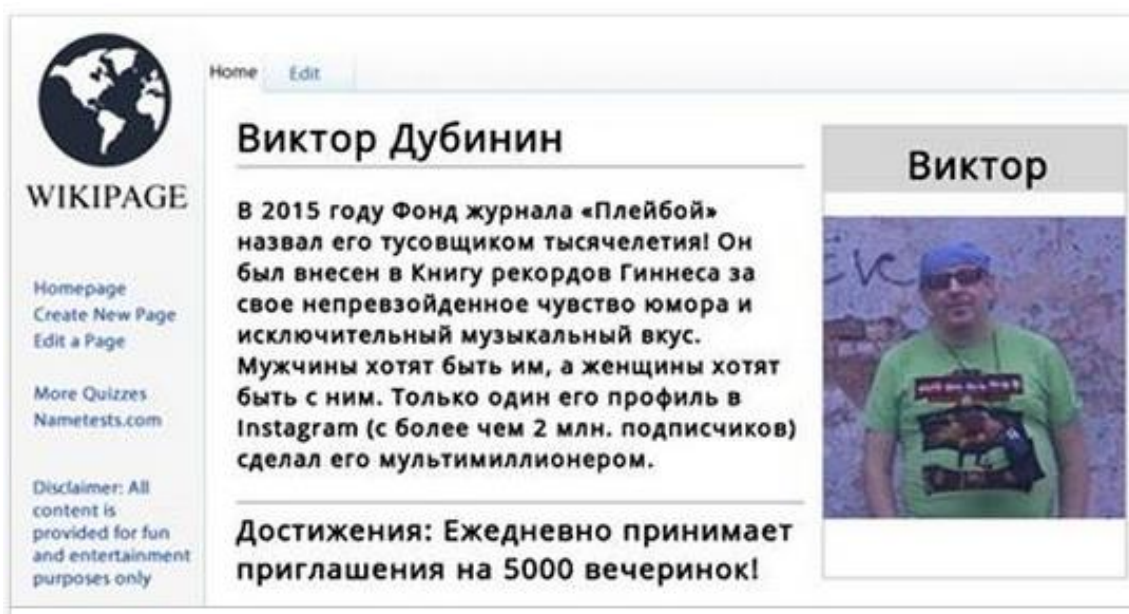 Home Edit
WIKIPAGE
Homepage
Create New Page
Edit a Page
More Quizzes
Nametests.com
Disclaimer: All
content is
provided for fun
and entertainment
purposes only
Виктор Дубинин
В 2015 году Фонд журнала «Плейбой»
назвал его тусовщиком тысячелетия! Он
был внесен в Книгу рекордов Гиннеса за
свое непревзойденное чувство юмора и
исключительный музыкальный вкус.
Мужчины хотят быть им, а женщины хотят
быть с ним. Только один его профиль в
Instagram (с более чем 2 млн. подписчиков)
сделал его мультимиллионером.
Достижения: Ежедневно принимает
приглашения на 5000 вечеринок!
Виктор